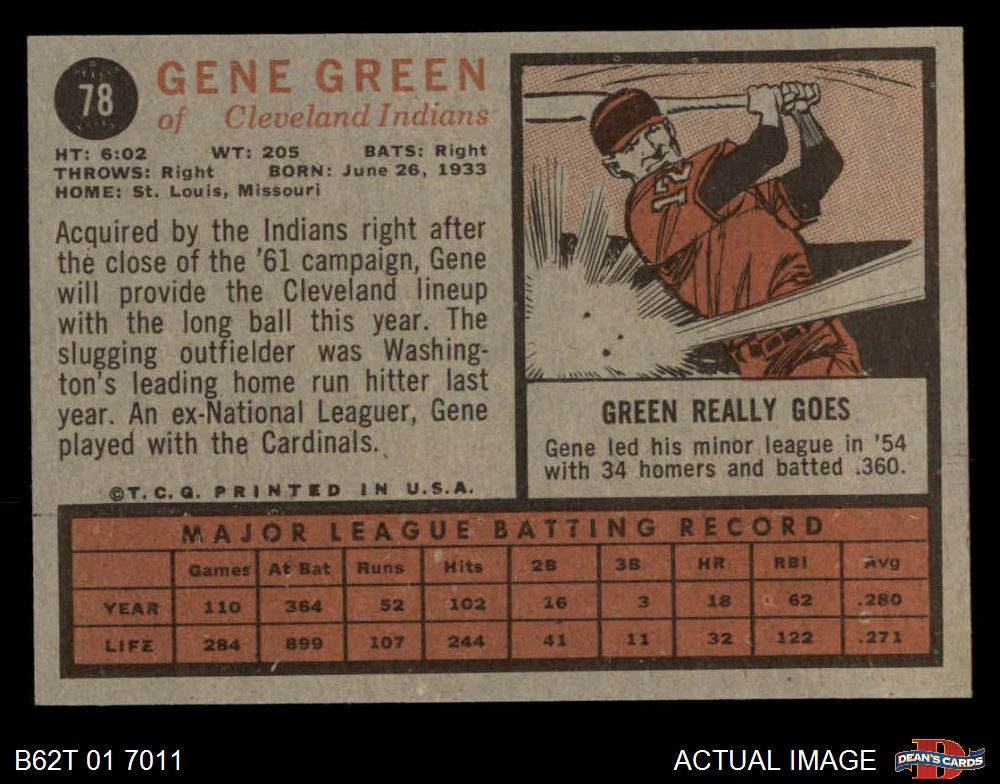 78
GENE GREEN
of Cleveland Indians
HT: 6:02 WT: 205 BATS: Right
THROWS: Right BORN: June 26, 1933
HOME: St. Louis, Missouri
Acquired by the Indians right after
the close of the '61 campaign, Gene
will provide the Cleveland lineup
with the long ball this year. The
slugging outfielder was Washing-
ton's leading home run hitter last
year. An ex-National Leaguer, Gene
played with the Cardinals.
©T.C.G. PRINTED IN U.S.A.
12
GREEN REALLY GOES
Gene led his minor league in '54
with 34 homers and batted .360.
MAJOR LEAGUE BATTING RECORD
Games At Bat Runs Hits 2B 3B HR RBI Avg
YEAR 110 364 52 102 16 3 18 62 .280
LIFE 284 899 107 244 41 11 32 122 .271
B62T 01 7011
ACTUAL IMAGE
DEAN'S CARDS